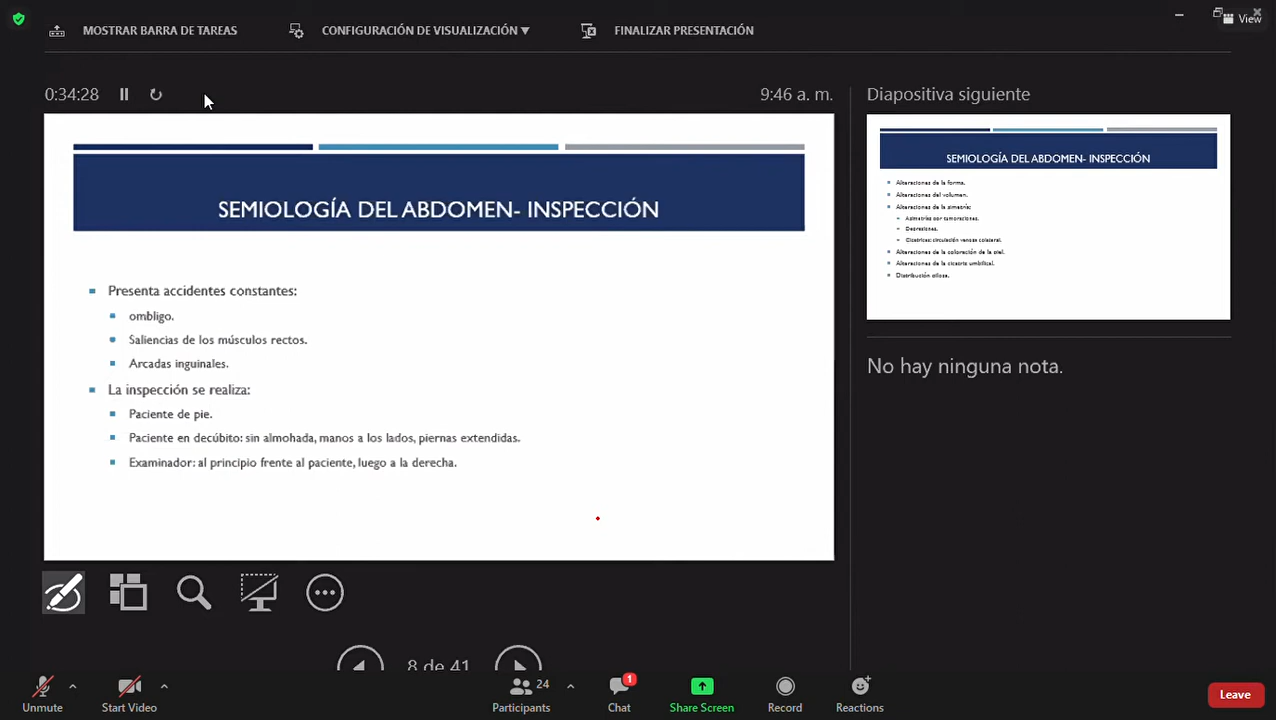 MOSTRAR BARRA DE TAREAS
CONFIGURACIÓN DE VISUALIZACIÓN ▼
FINALIZAR PRESENTACIÓN
View
0:34:28
9:46 a. m.
Diapositiva siguiente
SEMIOLOGÍA DEL ABDOMEN- INSPECCIÓN
Presenta accidentes constantes:
ombligo.
Saliencias de los músculos rectos.
Arcadas inguinales.
La inspección se realiza:
Paciente de pie.
Paciente en decúbito: sin almohada, manos a los lados, piernas extendidas.
Examinador: al principio frente al paciente, luego a la derecha.
SEMIOLOGÍA DEL ABDOMEN- INSPECCIÓN
Alteraciones de la forma.
Alteraciones del volumen.
Alteraciones de la simetría:
Asimetrías por tumoraciones.
Depresiones.
Cicatrices: circulación venosa colateral.
Alteraciones de la coloración de la piel.
Alteraciones de la cicatriz umbilical.
Distribución pilosa.
No hay ninguna nota.
8 de 41
Unmute
Start Video
24
Participants
1
Chat
Share Screen
Record
Reactions
Leave